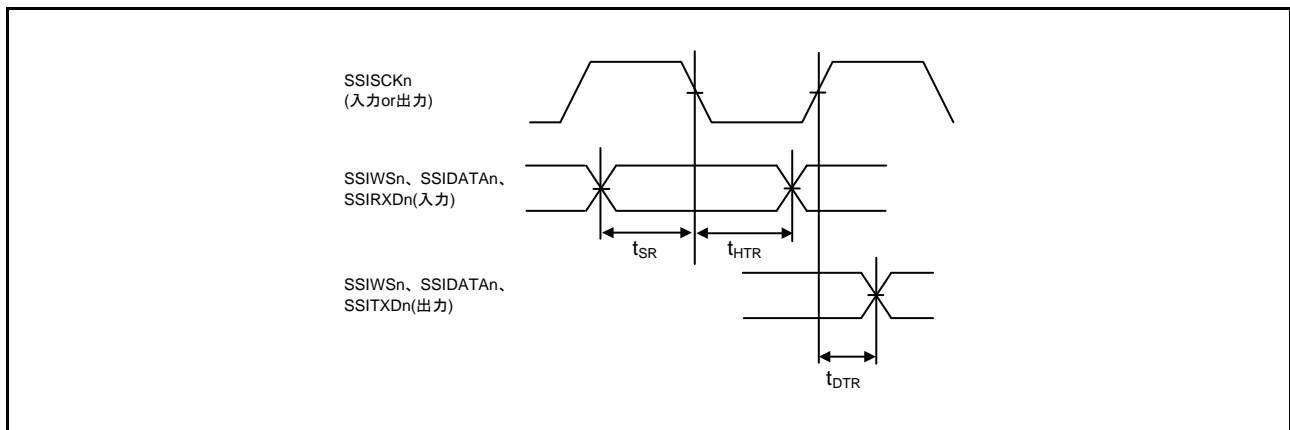 SSISCKn
(入力or出力)
SSIWSn、SSIDATAn、
SSIRXDn(入力)
tSR
tHTR
SSIWSn、SSIDATAn、
SSITXDn(出力)
tDTR